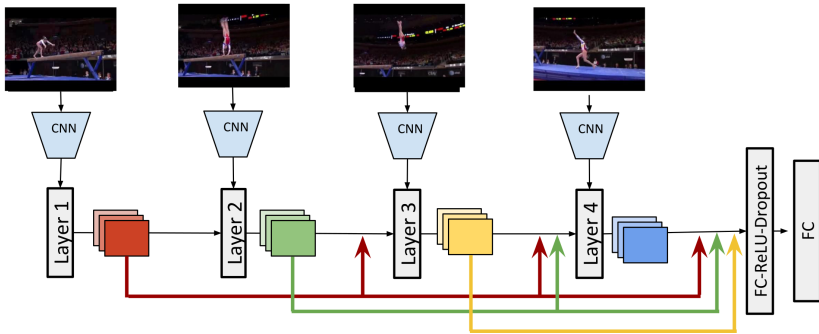 CNN
CNN
CNN
CNN
Layer 1
Layer 2
Layer 3
Layer 4
FC-ReLU-Dropout
FC